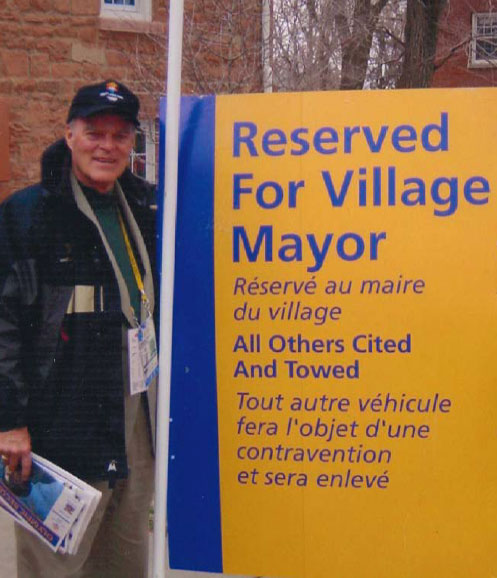 Reserved
For Village
Mayor
Réservé au maire
du village
All Others Cited
And Towed
Tout autre véhicule
fera l'objet d'une
contravention
et sera enlevé